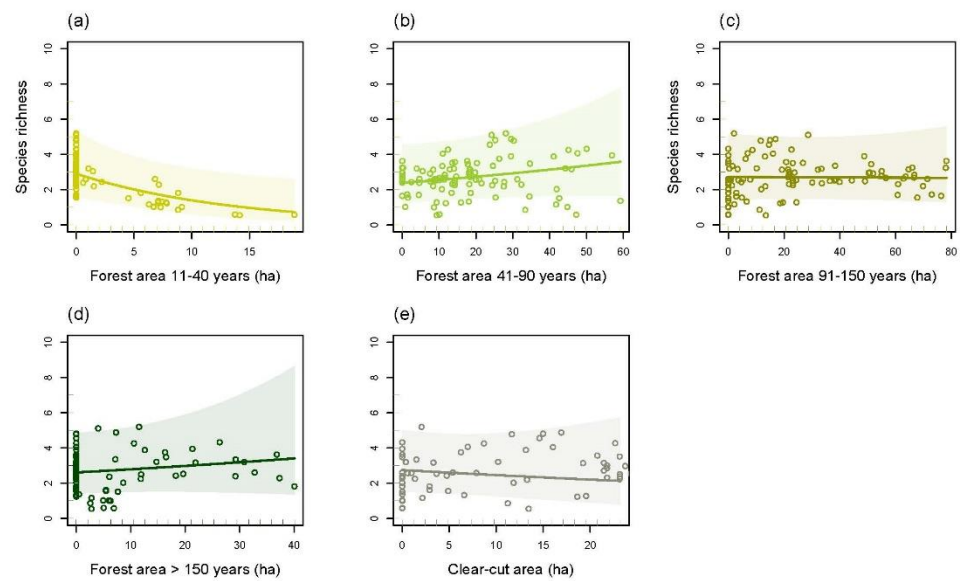 (a)
(b)
(c)
Species richness
0 2 4 6 8 10
0 5 10 15
Forest area 11-40 years (ha)
0 2 4 6 8 10
0 10 20 30 40 50 60
Forest area 41-90 years (ha)
Species richness
0 2 4 6 8 10
0 20 40 60 80
Forest area 91-150 years (ha)
(d)
(e)
Species richness
0 2 4 6 8 10
0 10 20 30 40
Forest area > 150 years (ha)
0 2 4 6 8 10
0 5 10 15 20
Clear-cut area (ha)